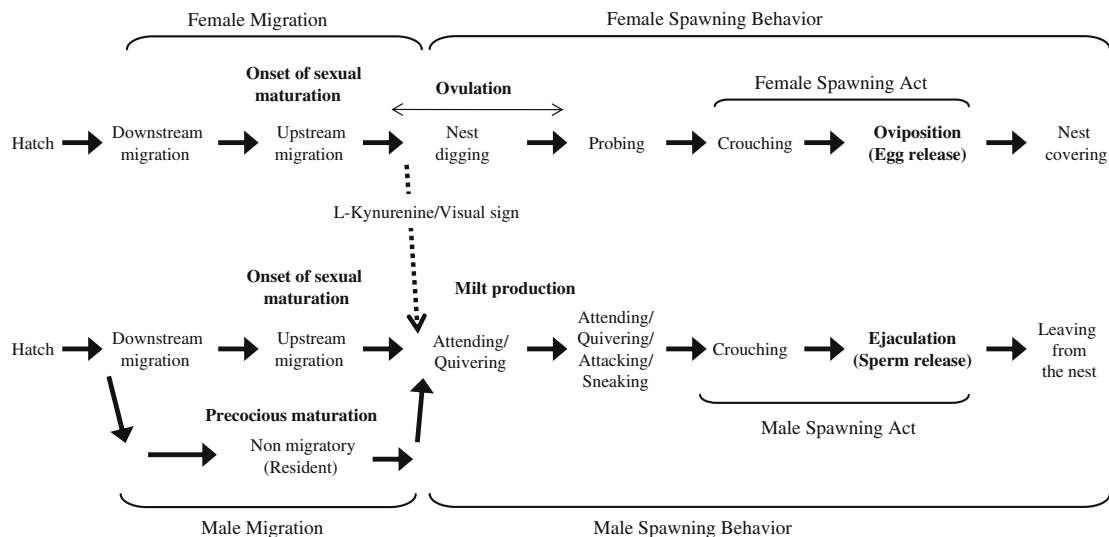 Female Migration
Female Spawning Behavior
Onset of sexual
maturation
Ovulation
Female Spawning Act
Hatch
Downstream
migration
Upstream
migration
Nest
digging
Probing
Crouching
Oviposition
(Egg release)
Nest
covering
L-Kynurenine/Visual sign
Onset of sexual
maturation
Milt production
Hatch
Downstream
migration
Upstream
migration
Attending/
Quivering
Attending/
Quivering/
Attacking/
Sneaking
Crouching
Ejaculation
(Sperm release)
Leaving
from
the nest
Precocious maturation
Non migratory
(Resident)
Male Spawning Act
Male Migration
Male Spawning Behavior